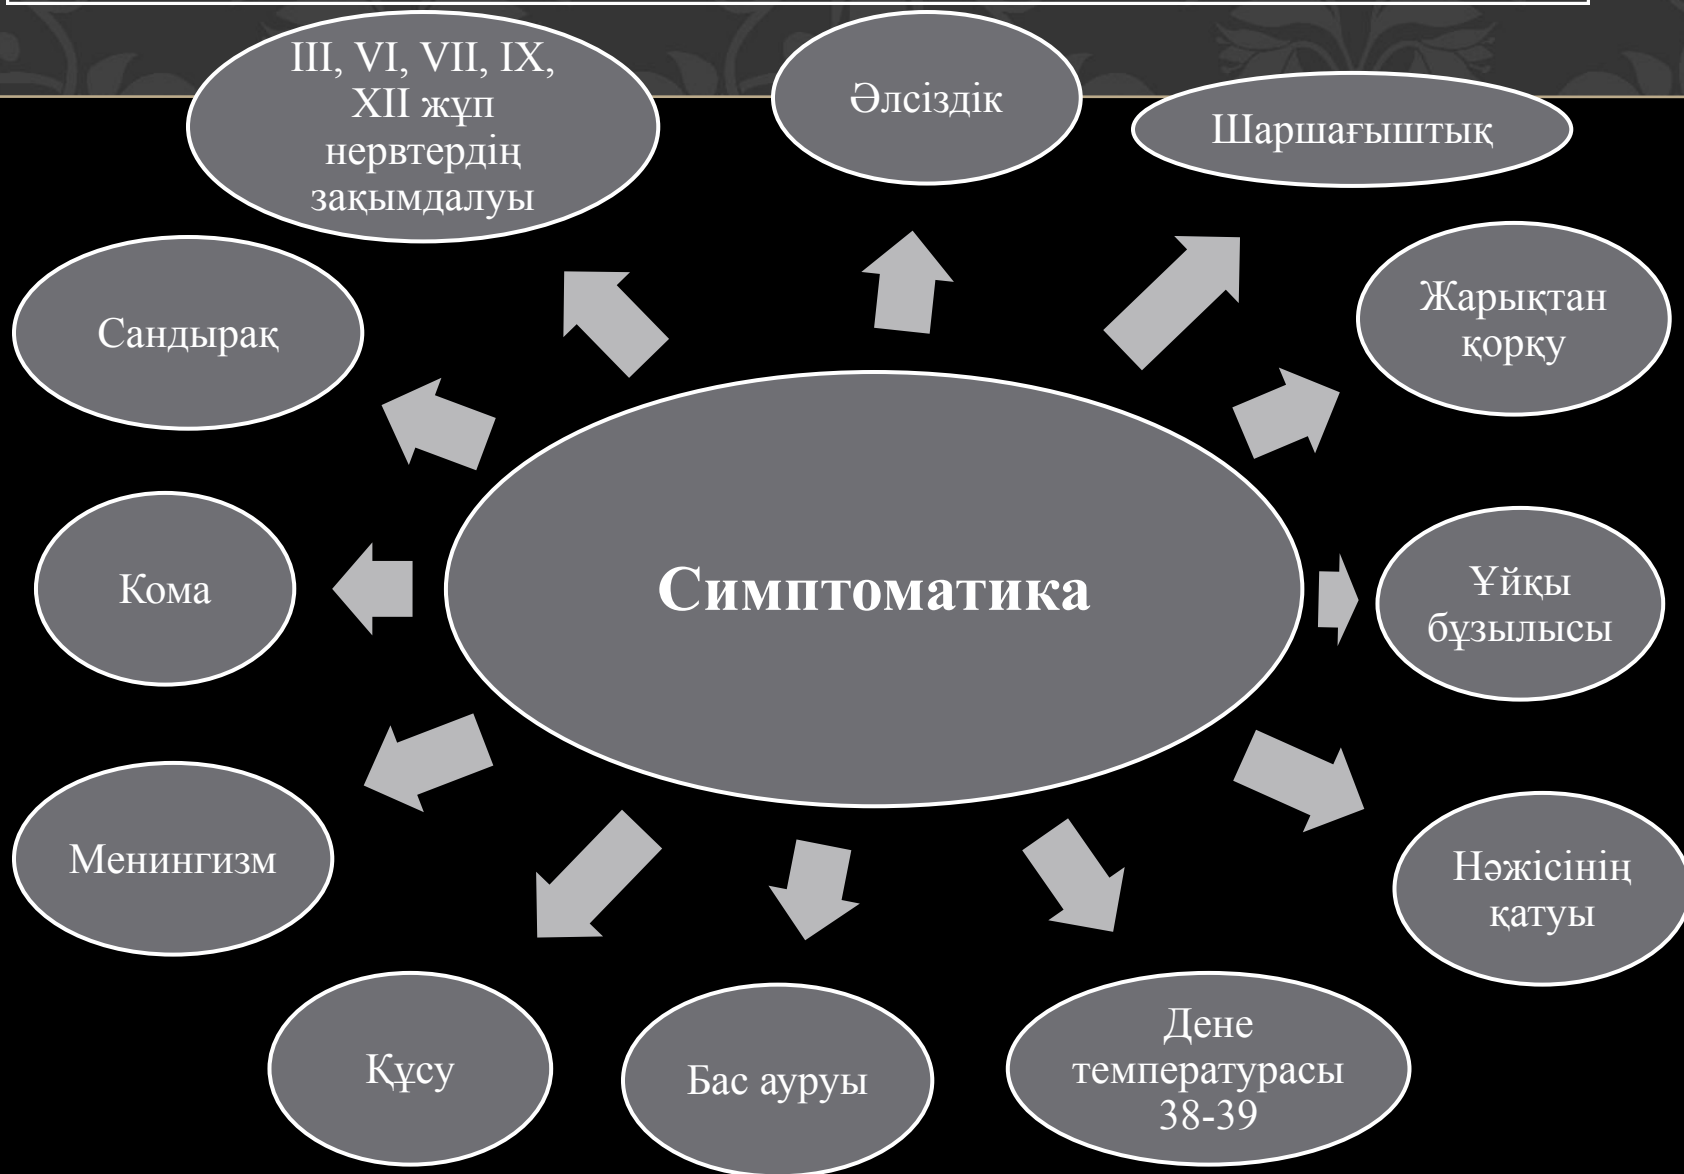 III, VI, VII, IX,
XII жұп
нервтердің
зақымдалуы
Әлсіздік
Шаршағыштық
Жарықтан
қорқу
Ұйқы
бұзылысы
Нәжісінің
қатуы
Дене
температурасы
38-39
Бас ауруы
Құсу
Менингизм
Кома
Сандырақ
Симптоматика